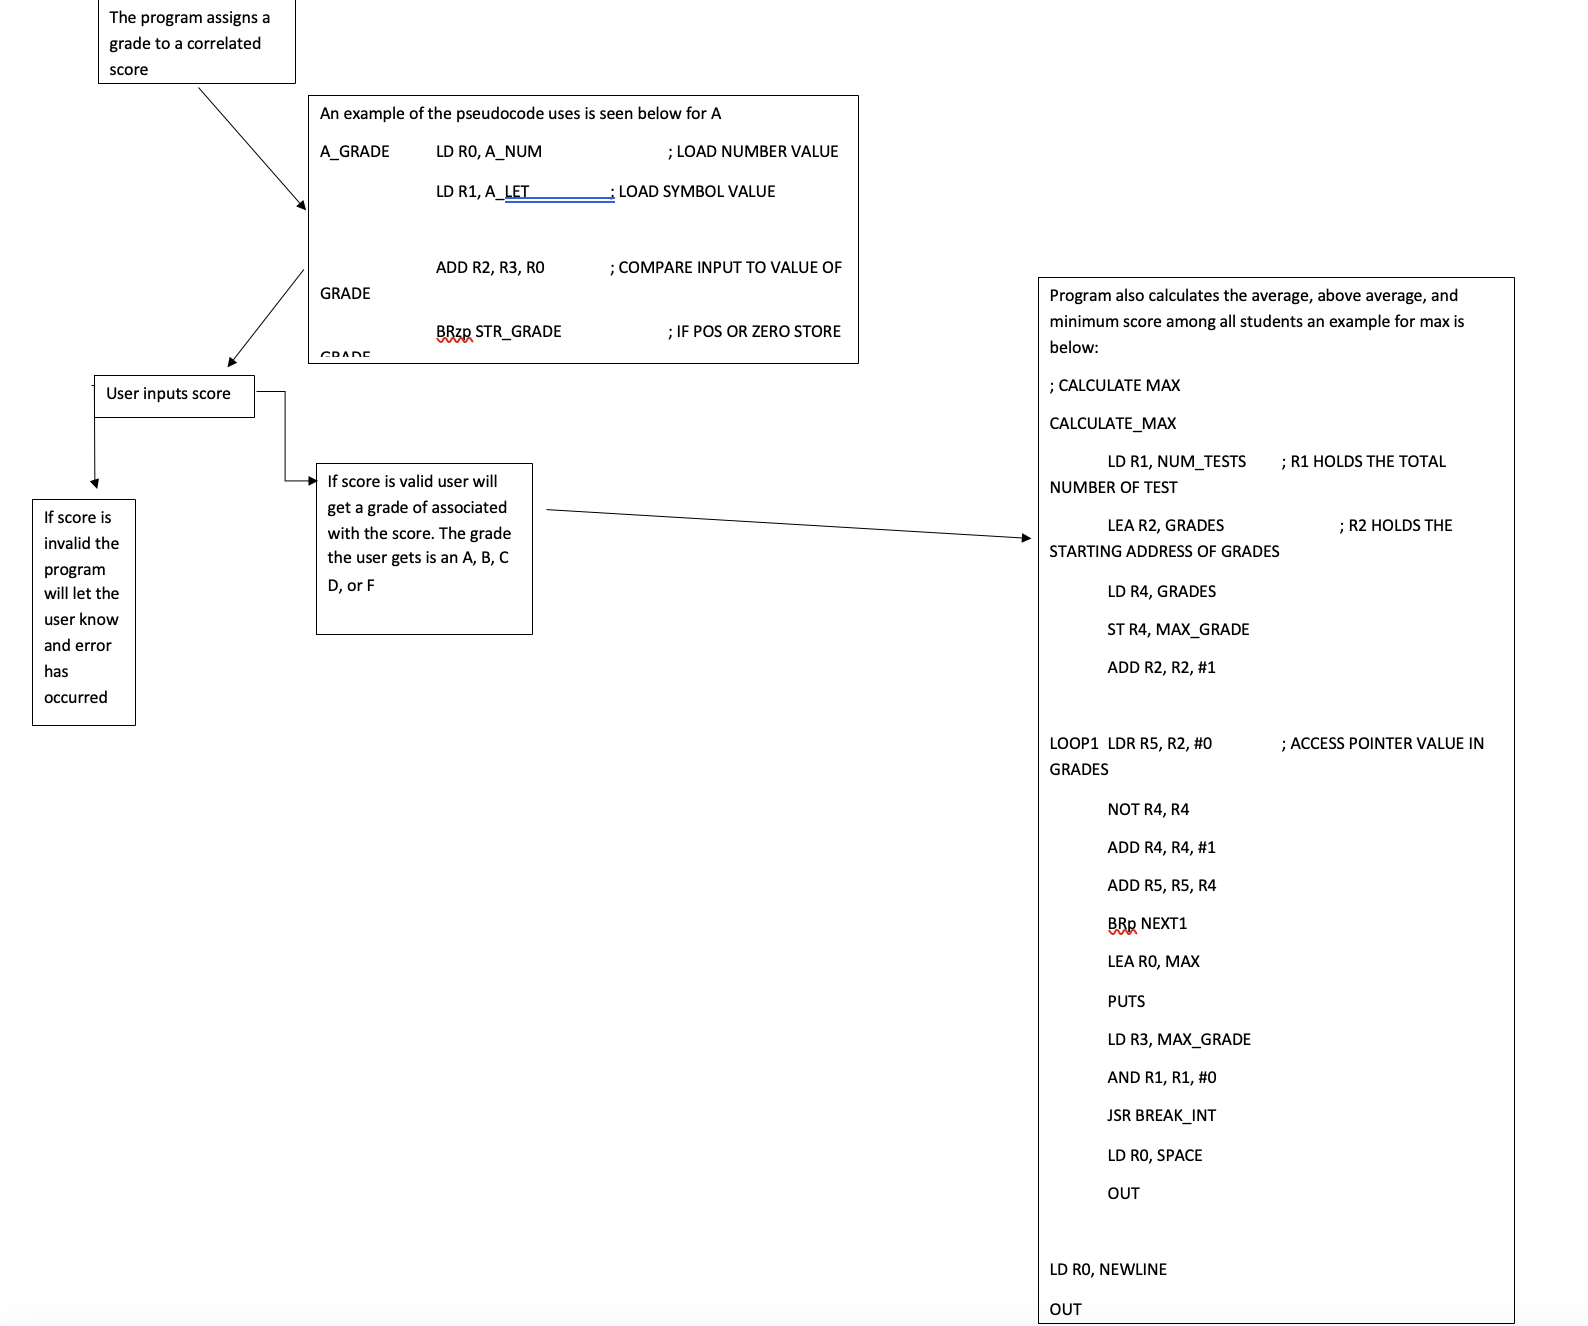 The program assigns a
grade to a correlated
score
An example of the pseudocode uses is seen below for A
A_GRADE LD R0, A_NUM ; LOAD NUMBER VALUE
LD R1, A_LET ; LOAD SYMBOL VALUE
ADD R2, R3, R0 ; COMPARE INPUT TO VALUE OF
GRADE
BRzp STR_GRADE ; IF POS OR ZERO STORE
GRADE
User inputs score
If score is
invalid the
program
will let the
user know
and error
has
occurred
If score is valid user will
get a grade of associated
with the score. The grade
the user gets is an A, B, C
D, or F
Program also calculates the average, above average, and
minimum score among all students an example for max is
below:
; CALCULATE MAX
CALCULATE_MAX
LD R1, NUM_TESTS ; R1 HOLDS THE TOTAL
NUMBER OF TEST
LEA R2, GRADES ; R2 HOLDS THE
STARTING ADDRESS OF GRADES
LD R4, GRADES
ST R4, MAX_GRADE
ADD R2, R2, #1
LOOP1 LDR R5, R2, #0 ; ACCESS POINTER VALUE IN
GRADES
NOT R4, R4
ADD R4, R4, #1
ADD R5, R5, R4
BRp NEXT1
LEA R0, MAX
PUTS
LD R3, MAX_GRADE
AND R1, R1, #0
JSR BREAK_INT
LD R0, SPACE
OUT
LD R0, NEWLINE
OUT